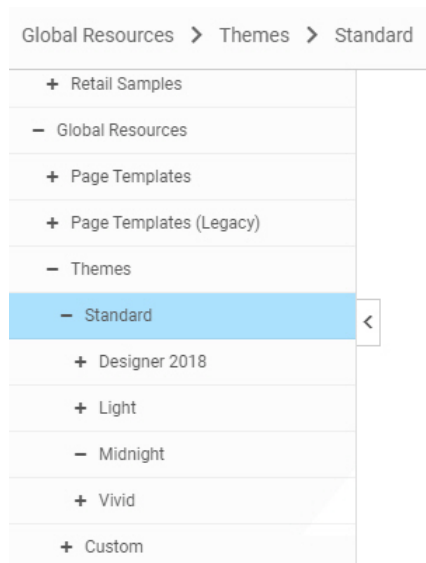 Global Resources > Themes > Standard
+ Retail Samples
− Global Resources
+ Page Templates
+ Page Templates (Legacy)
− Themes
− Standard
+ Designer 2018
+ Light
− Midnight
+ Vivid
+ Custom